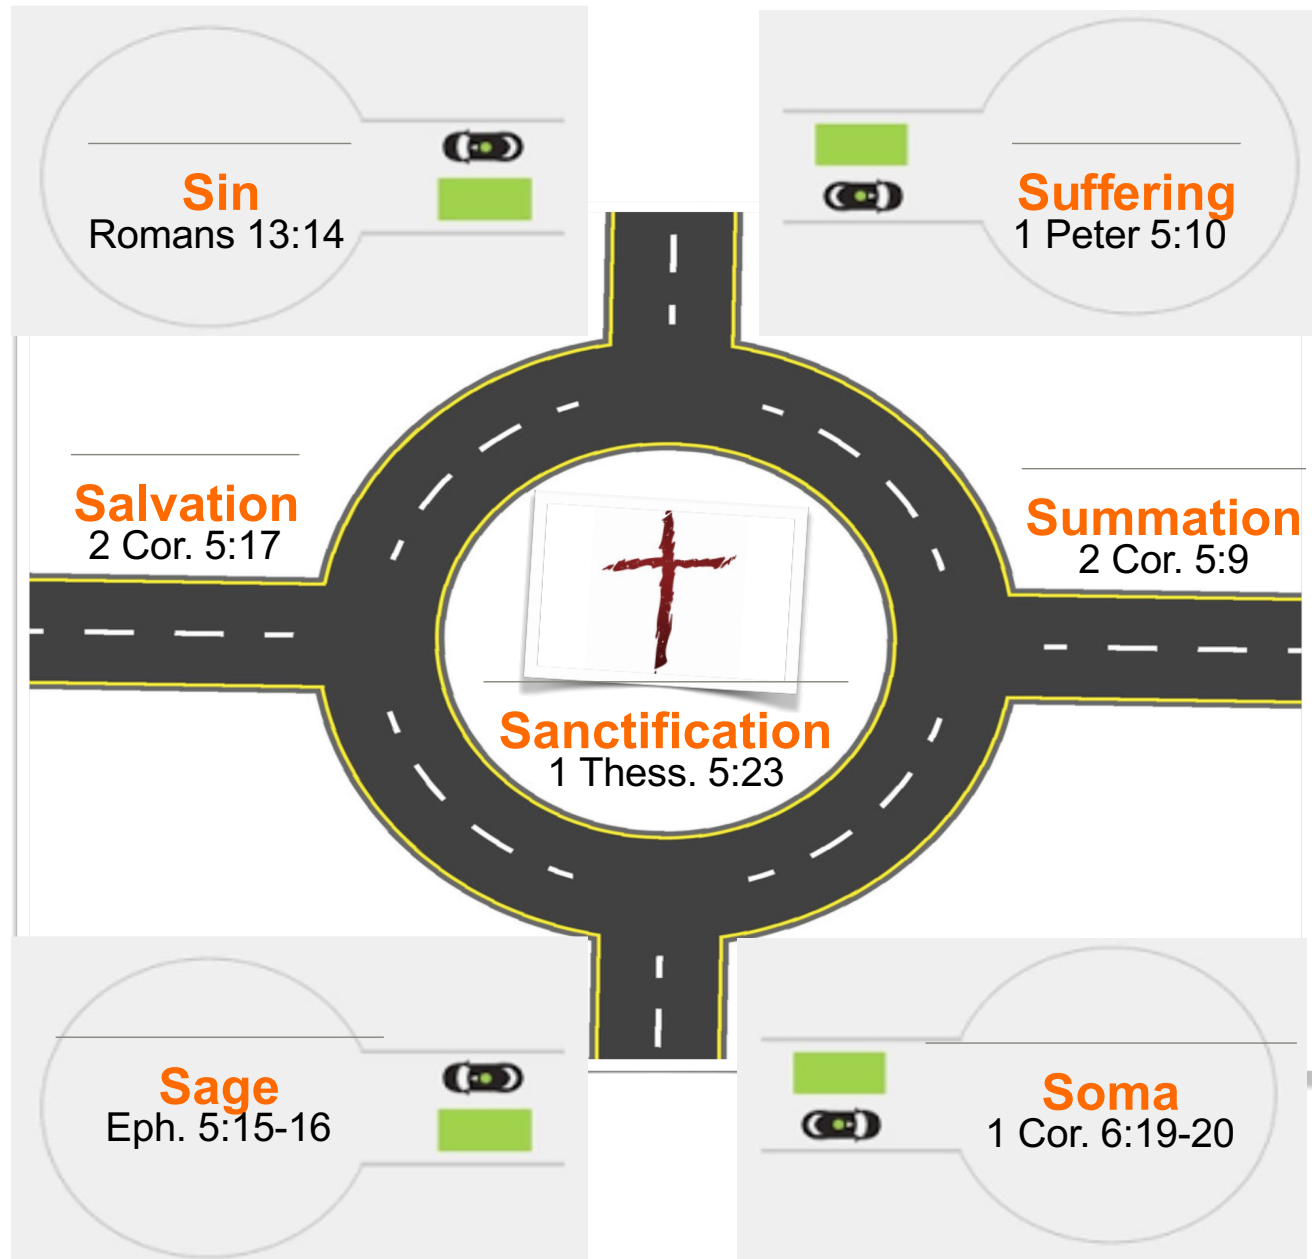 Sin
Romans 13:14
Suffering
1 Peter 5:10
Salvation
2 Cor. 5:17
Summation
2 Cor. 5:9
Sanctification
1 Thess. 5:23
Sage
Eph. 5:15-16
Soma
1 Cor. 6:19-20